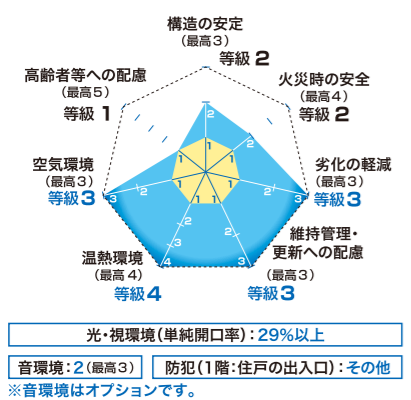 構造の安定
（最高3）
等級2
高齢者等への配慮
（最高5）
等級1
火災時の安全
（最高4）
等級2
空気環境
（最高3）
等級3
劣化の軽減
（最高3）
等級3
温熱環境
（最高4）
等級4
維持管理・
更新への配慮
（最高3）
等級3
2
2
1
1
1
1
1
1
1
3
2
2
3
2
2
3
4
3
光・視環境（単純開口率）：29%以上
音環境：2（最高3）
防犯（1階：住戸の出入口）：その他
※音環境はオプションです。